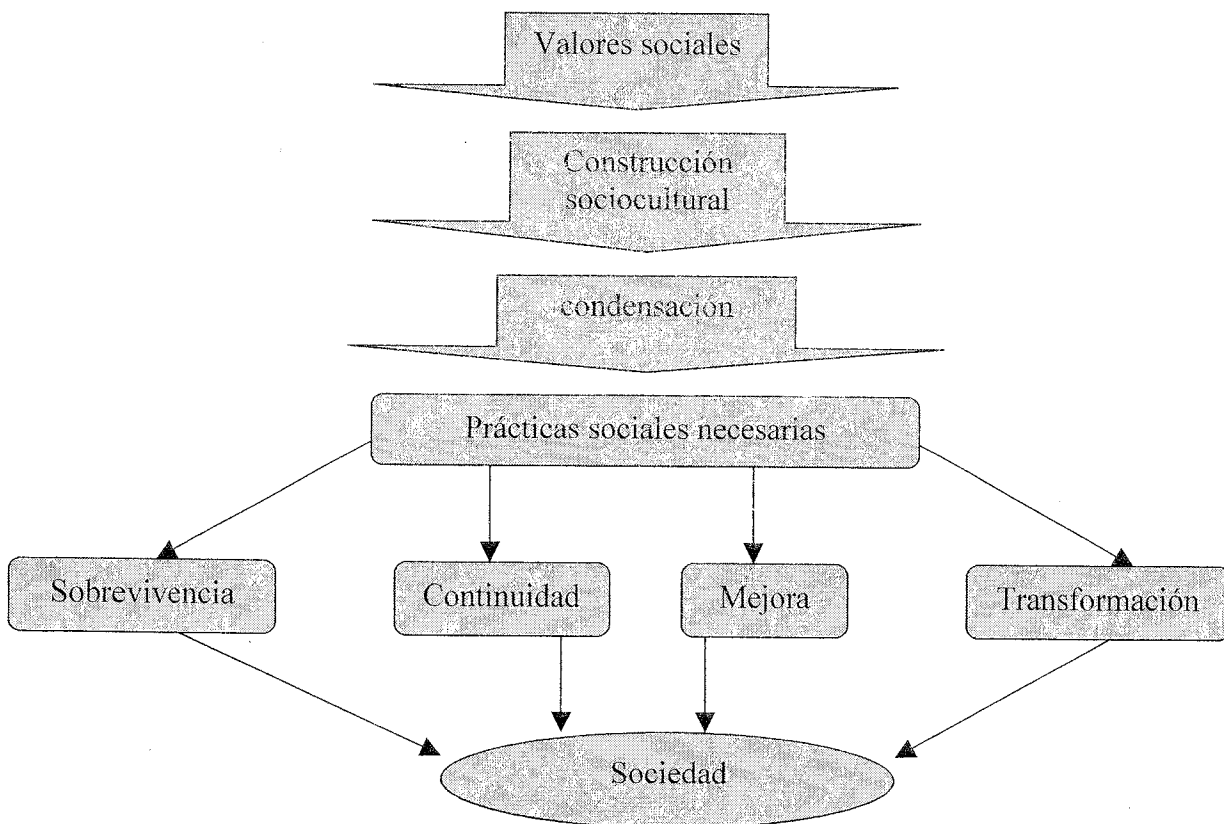 Valores sociales
Construcción
sociocultural
condensación
Prácticas sociales necesarias
Sobrevivencia
Continuidad
Mejora
Transformación
Sociedad